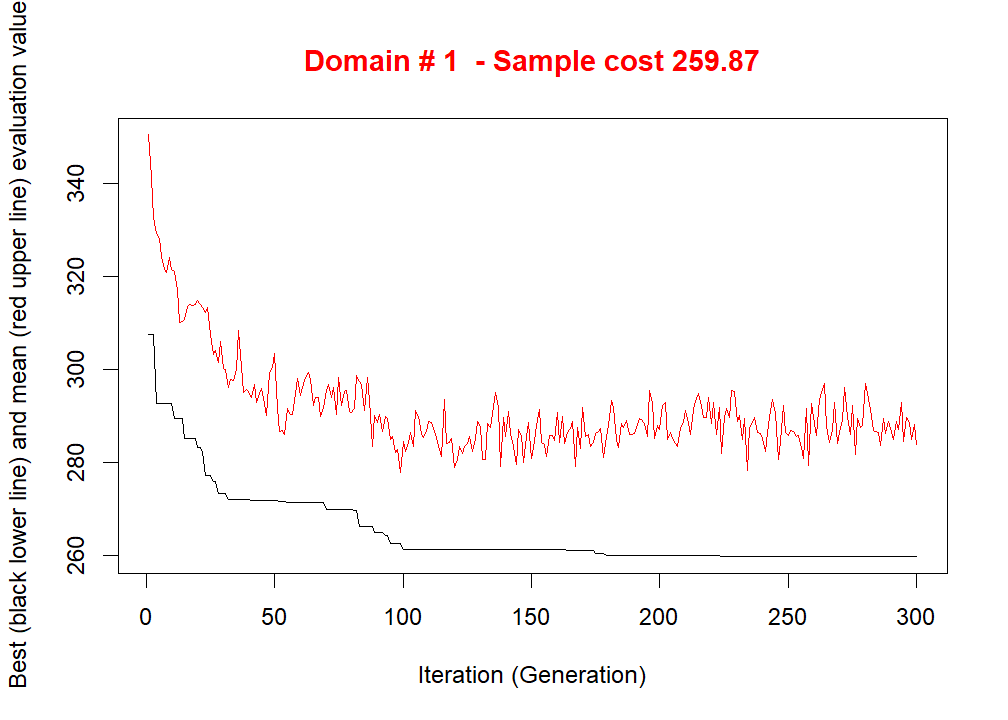 Domain # 1  - Sample cost 259.87
Best (black lower line) and mean (red upper line) evaluation value
340
320
300
280
260
0 50 100 150 200 250 300
Iteration (Generation)